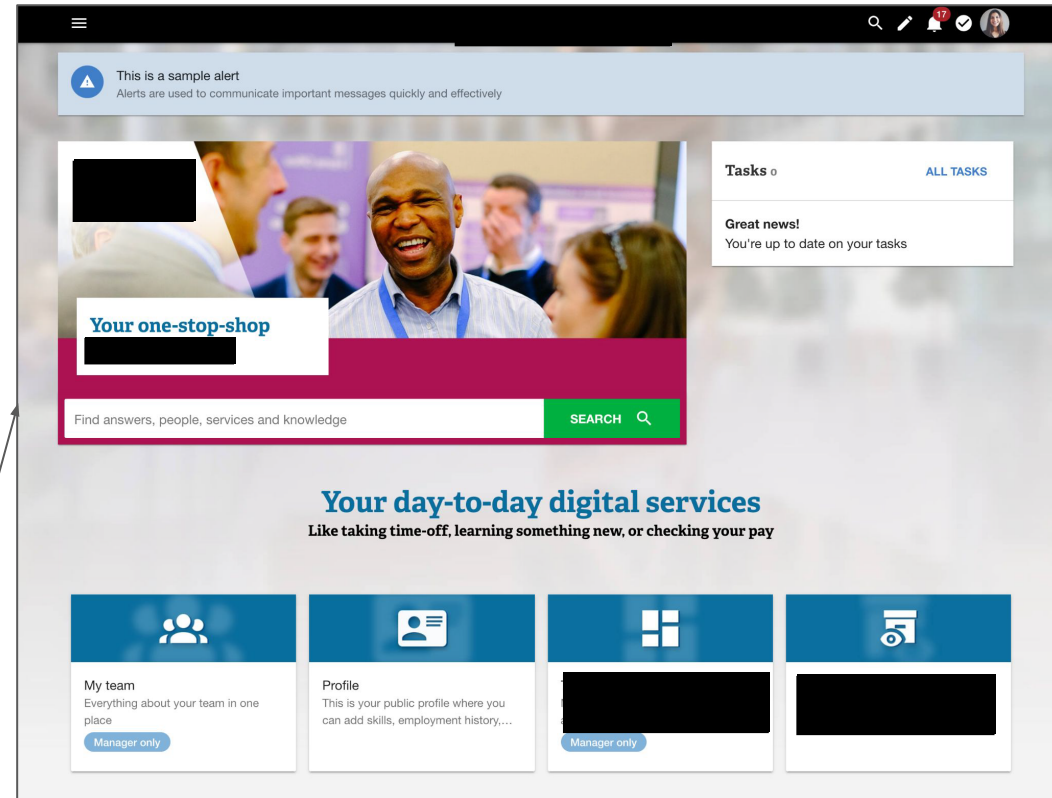 17
This is a sample alert
Alerts are used to communicate important messages quickly and effectively
Tasks 0
ALL TASKS
Great news!
You're up to date on your tasks
Your one-stop-shop
Find answers, people, services and knowledge
SEARCH
Your day-to-day digital services
Like taking time-off, learning something new, or checking your pay
My team
Everything about your team in one
place
Manager only
Profile
This is your public profile where you
can add skills, employment history,...
Manager only